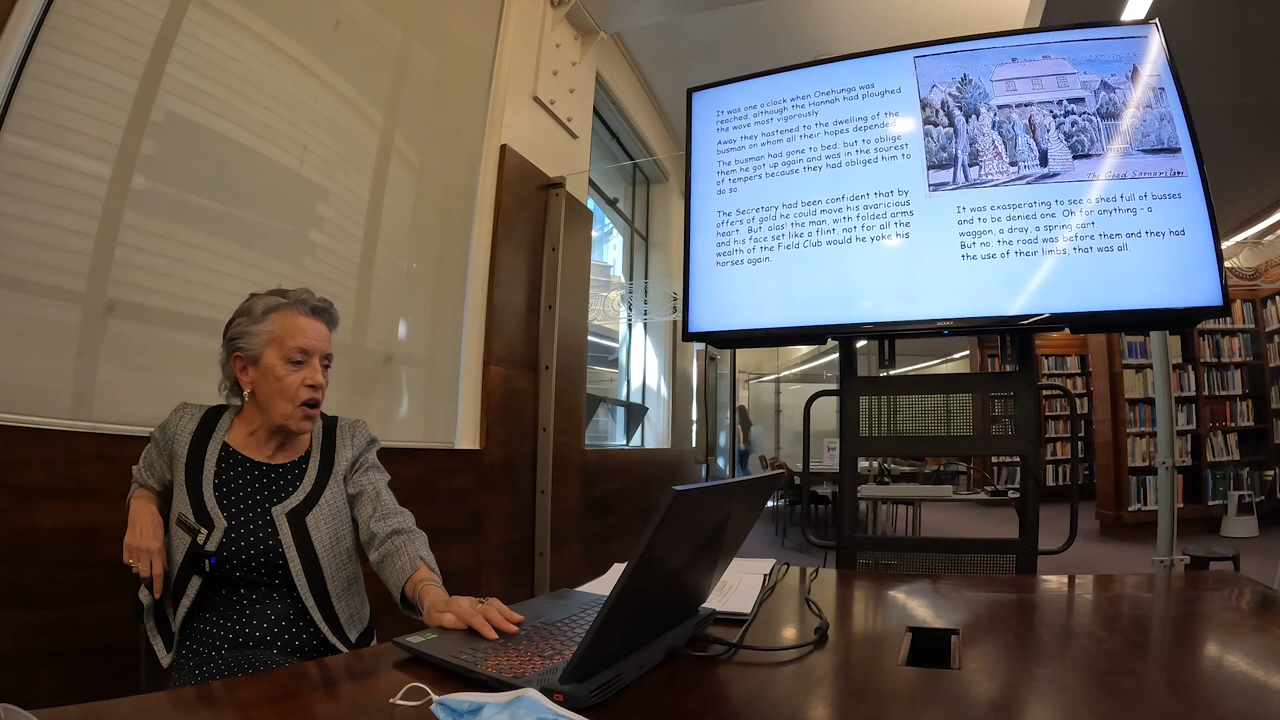 It was one o'clock when Onehunga was
reached, although the Hannah had ploughed
the wave most vigorously.
Away they hastened to the dwelling of the
busman on whom all their hopes depended.
The busman had gone to bed, but to oblige
them he got up again and was in the sourest
of tempers because they had obliged him to
do so.
The Secretary had been confident that by
offers of gold he could move his avaricious
heart. But, alas! the man, with folded arms
and his face set like a flint, not for all the
wealth of the Field Club would he yoke his
horses again.
The Good Samaritan
It was exasperating to see a shed full of busses
and to be denied one. Oh for anything - a
waggon, a dray, a spring cart.
But no; the road was before them and they had
the use of their limbs, that was all.
SONY